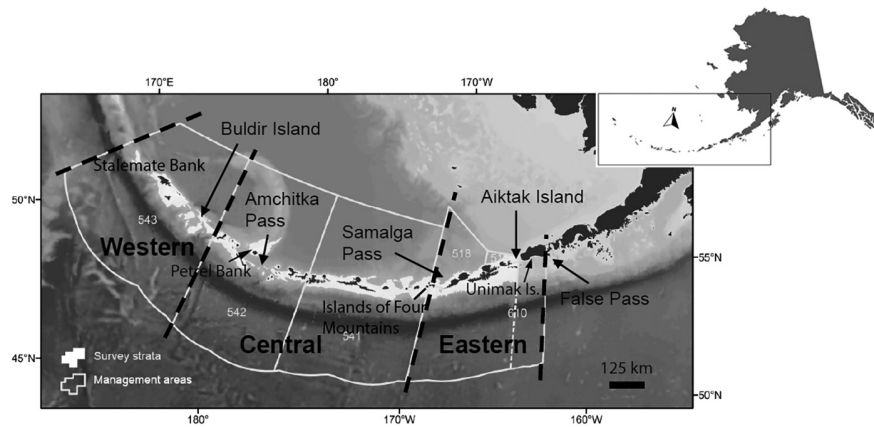 170°E
180°
170°W
N
Buldir Island
Stalemate Bank
50°N
Amchitka
Pass
Aiktak Island
543
Samalga
Pass
518
55°N
Western
Petrel Bank
Unimak Is.
False Pass
Islands of Four
Mountains
542
610
Central
541
Eastern
45°N
Survey strata
Management areas
125 km
50°N
180°
170°W
160°W